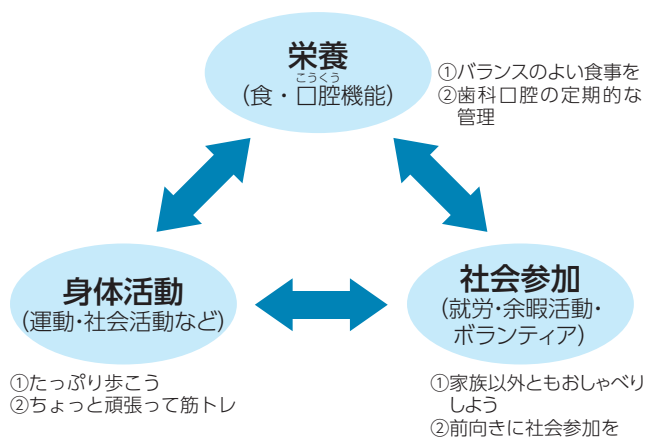 栄養
こうくう
(食・口腔機能)
①バランスのよい食事を
②歯科口腔の定期的な
管理
身体活動
(運動・社会活動など)
①たっぷり歩こう
②ちょっと頑張って筋トレ
社会参加
(就労・余暇活動・
ボランティア)
①家族以外ともおしゃべり
しよう
②前向きに社会参加を